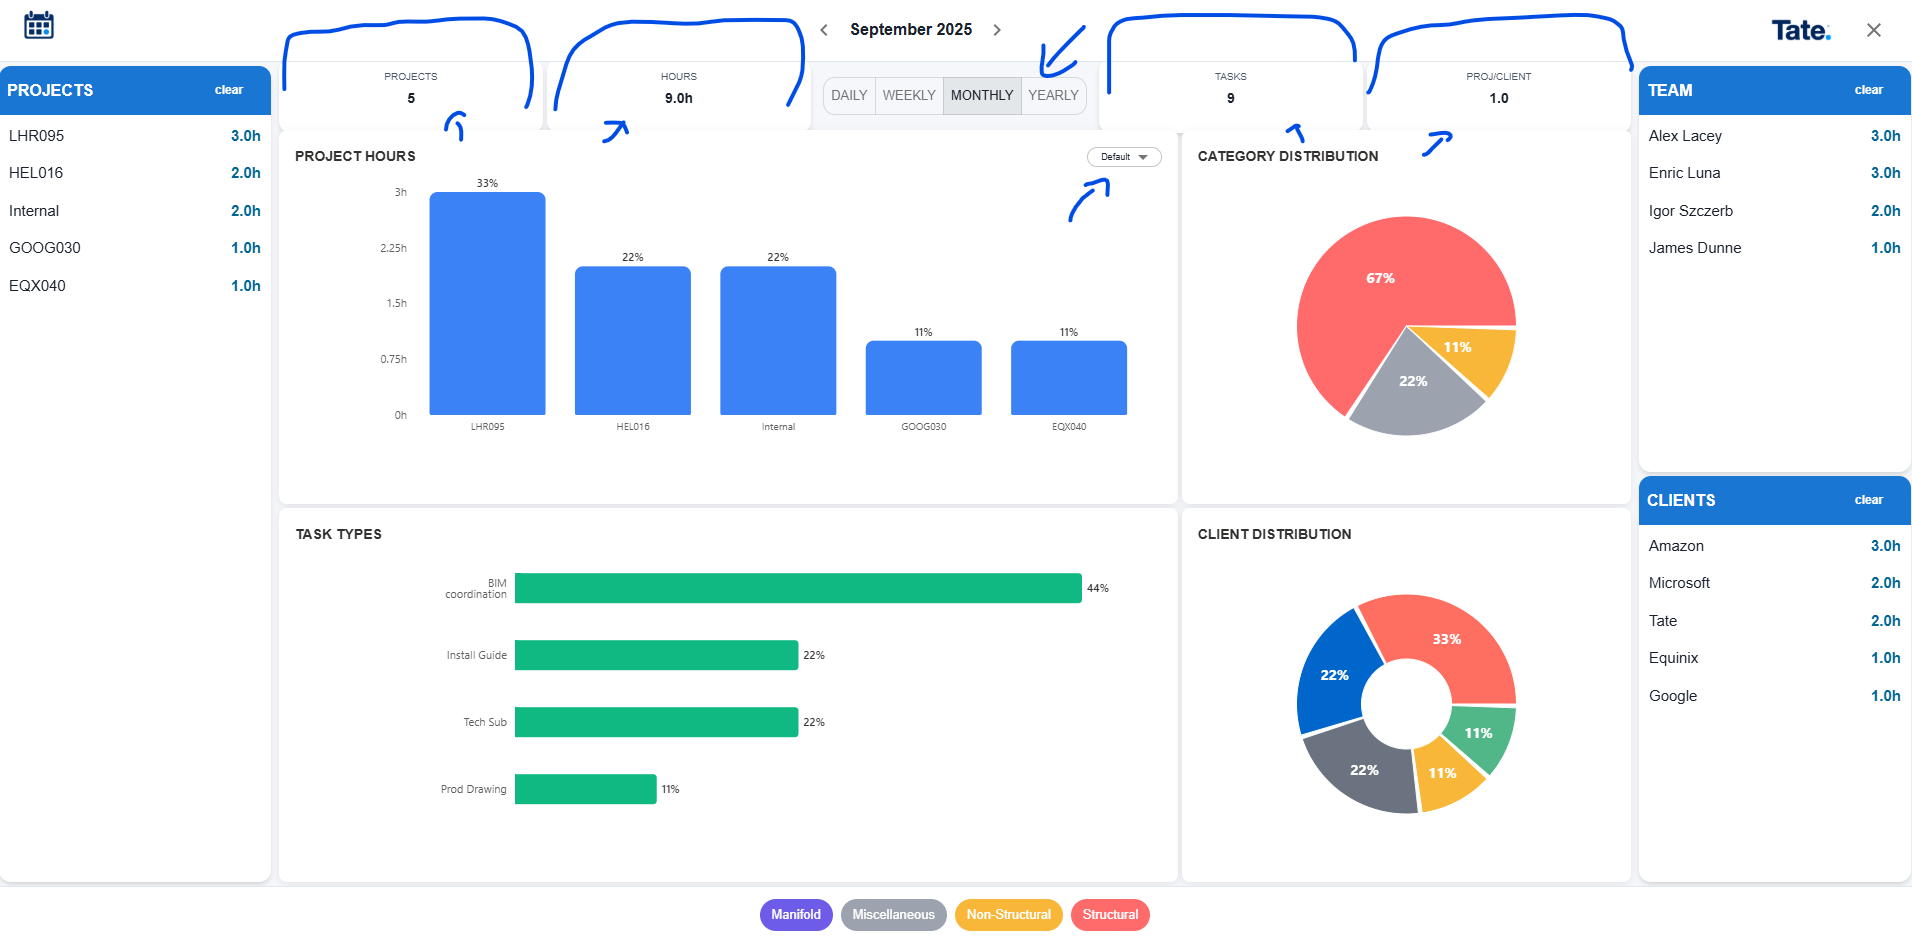 September 2025
Tate.
PROJECTS clear
LHR095 3.0h
HEL016 2.0h
Internal 2.0h
GOOG030 1.0h
EQX040 1.0h
PROJECTS
5
HOURS
9.0h
DAILY WEEKLY MONTHLY YEARLY
TASKS
9
PROJ/CLIENT
1.0
PROJECT HOURS
Default
3h
2.25h
1.5h
0.75h
0h
33%
22%
22%
11%
11%
LHR095 HEL016 Internal GOOG030 EQX040
CATEGORY DISTRIBUTION
67%
11%
22%
TASK TYPES
BIM
coordination 44%
Install Guide 22%
Tech Sub 22%
Prod Drawing 11%
CLIENT DISTRIBUTION
33%
22%
11%
22%
11%
TEAM clear
Alex Lacey 3.0h
Enric Luna 3.0h
Igor Szczerb 2.0h
James Dunne 1.0h
CLIENTS clear
Amazon 3.0h
Microsoft 2.0h
Tate 2.0h
Equinix 1.0h
Google 1.0h
Manifold Miscellaneous Non-Structural Structural